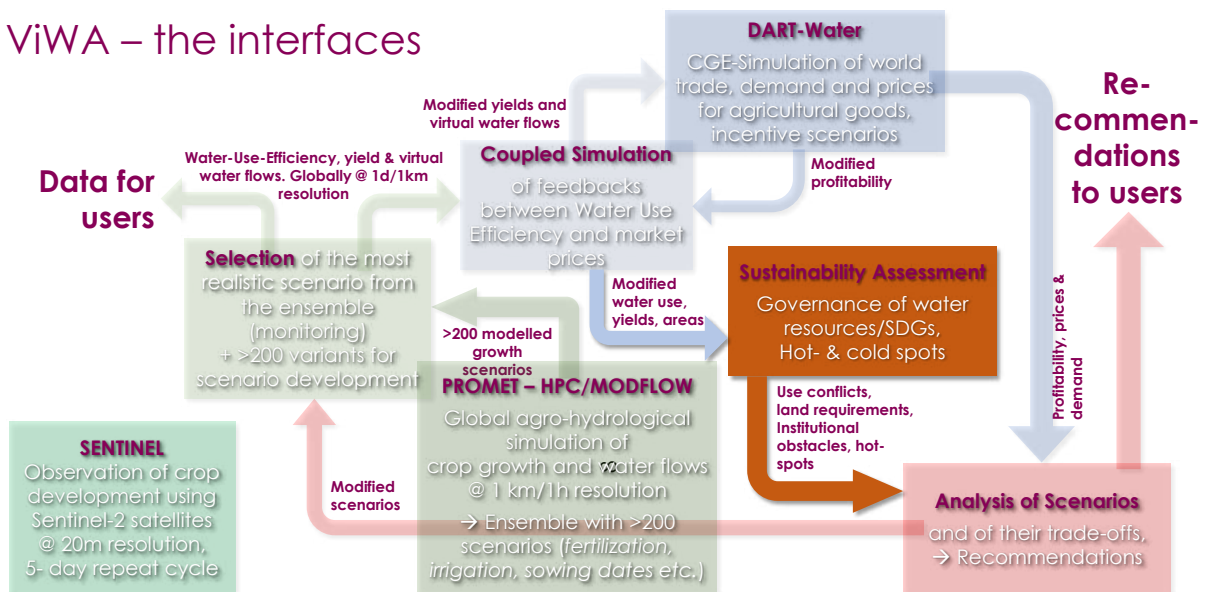 ViWA – the interfaces
DART-Water
CGE-Simulation of world
trade, demand and prices
for agricultural goods,
incentive scenarios
Re-
commen-
dations
to users
Modified yields and
virtual water flows
Modified
profitability
Water-Use-Efficiency, yield & virtual
water flows. Globally @ 1d/1km
resolution
Data for
users
Coupled Simulation
of feedbacks
between Water Use
Efficiency and market
prices
Selection of the most
realistic scenario from
the ensemble
(monitoring)
+ >200 variants for
scenario development
Modified
water use,
yields, areas
Sustainability Assessment
Governance of water
resources/SDGs,
Hot- & cold spots
Profitability, prices &
demand
>200 modelled
growth
scenarios
PROMET – HPC/MODFLOW
Global agro-hydrological
simulation of
crop growth and water flows
@ 1 km/1h resolution
→ Ensemble with >200
scenarios (fertilization,
irrigation, sowing dates etc.)
Use conflicts,
land requirements,
Institutional
obstacles, hot-
spots
SENTINEL
Observation of crop
development using
Sentinel-2 satellites
@ 20m resolution,
5- day repeat cycle
Modified
scenarios
Analysis of Scenarios
and of their trade-offs,
→ Recommendations